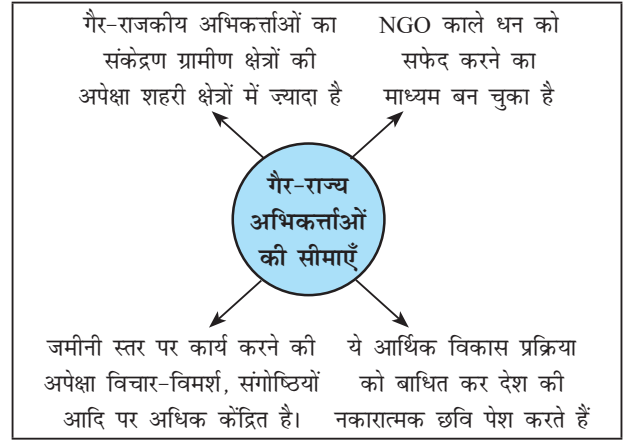 गैर-राजकीय अभिकर्त्ताओं का
संकेद्रण ग्रामीण क्षेत्रों की
अपेक्षा शहरी क्षेत्रों में ज़्यादा है
NGO काले धन को
सफेद करने का
माध्यम बन चुका है
गैर-राज्य
अभिकर्त्ताओं
की सीमाएँ
जमीनी स्तर पर कार्य करने की
अपेक्षा विचार-विमर्श, संगोष्ठियों
आदि पर अधिक केंद्रित है।
ये आर्थिक विकास प्रक्रिया
को बाधित कर देश की
नकारात्मक छवि पेश करते हैं